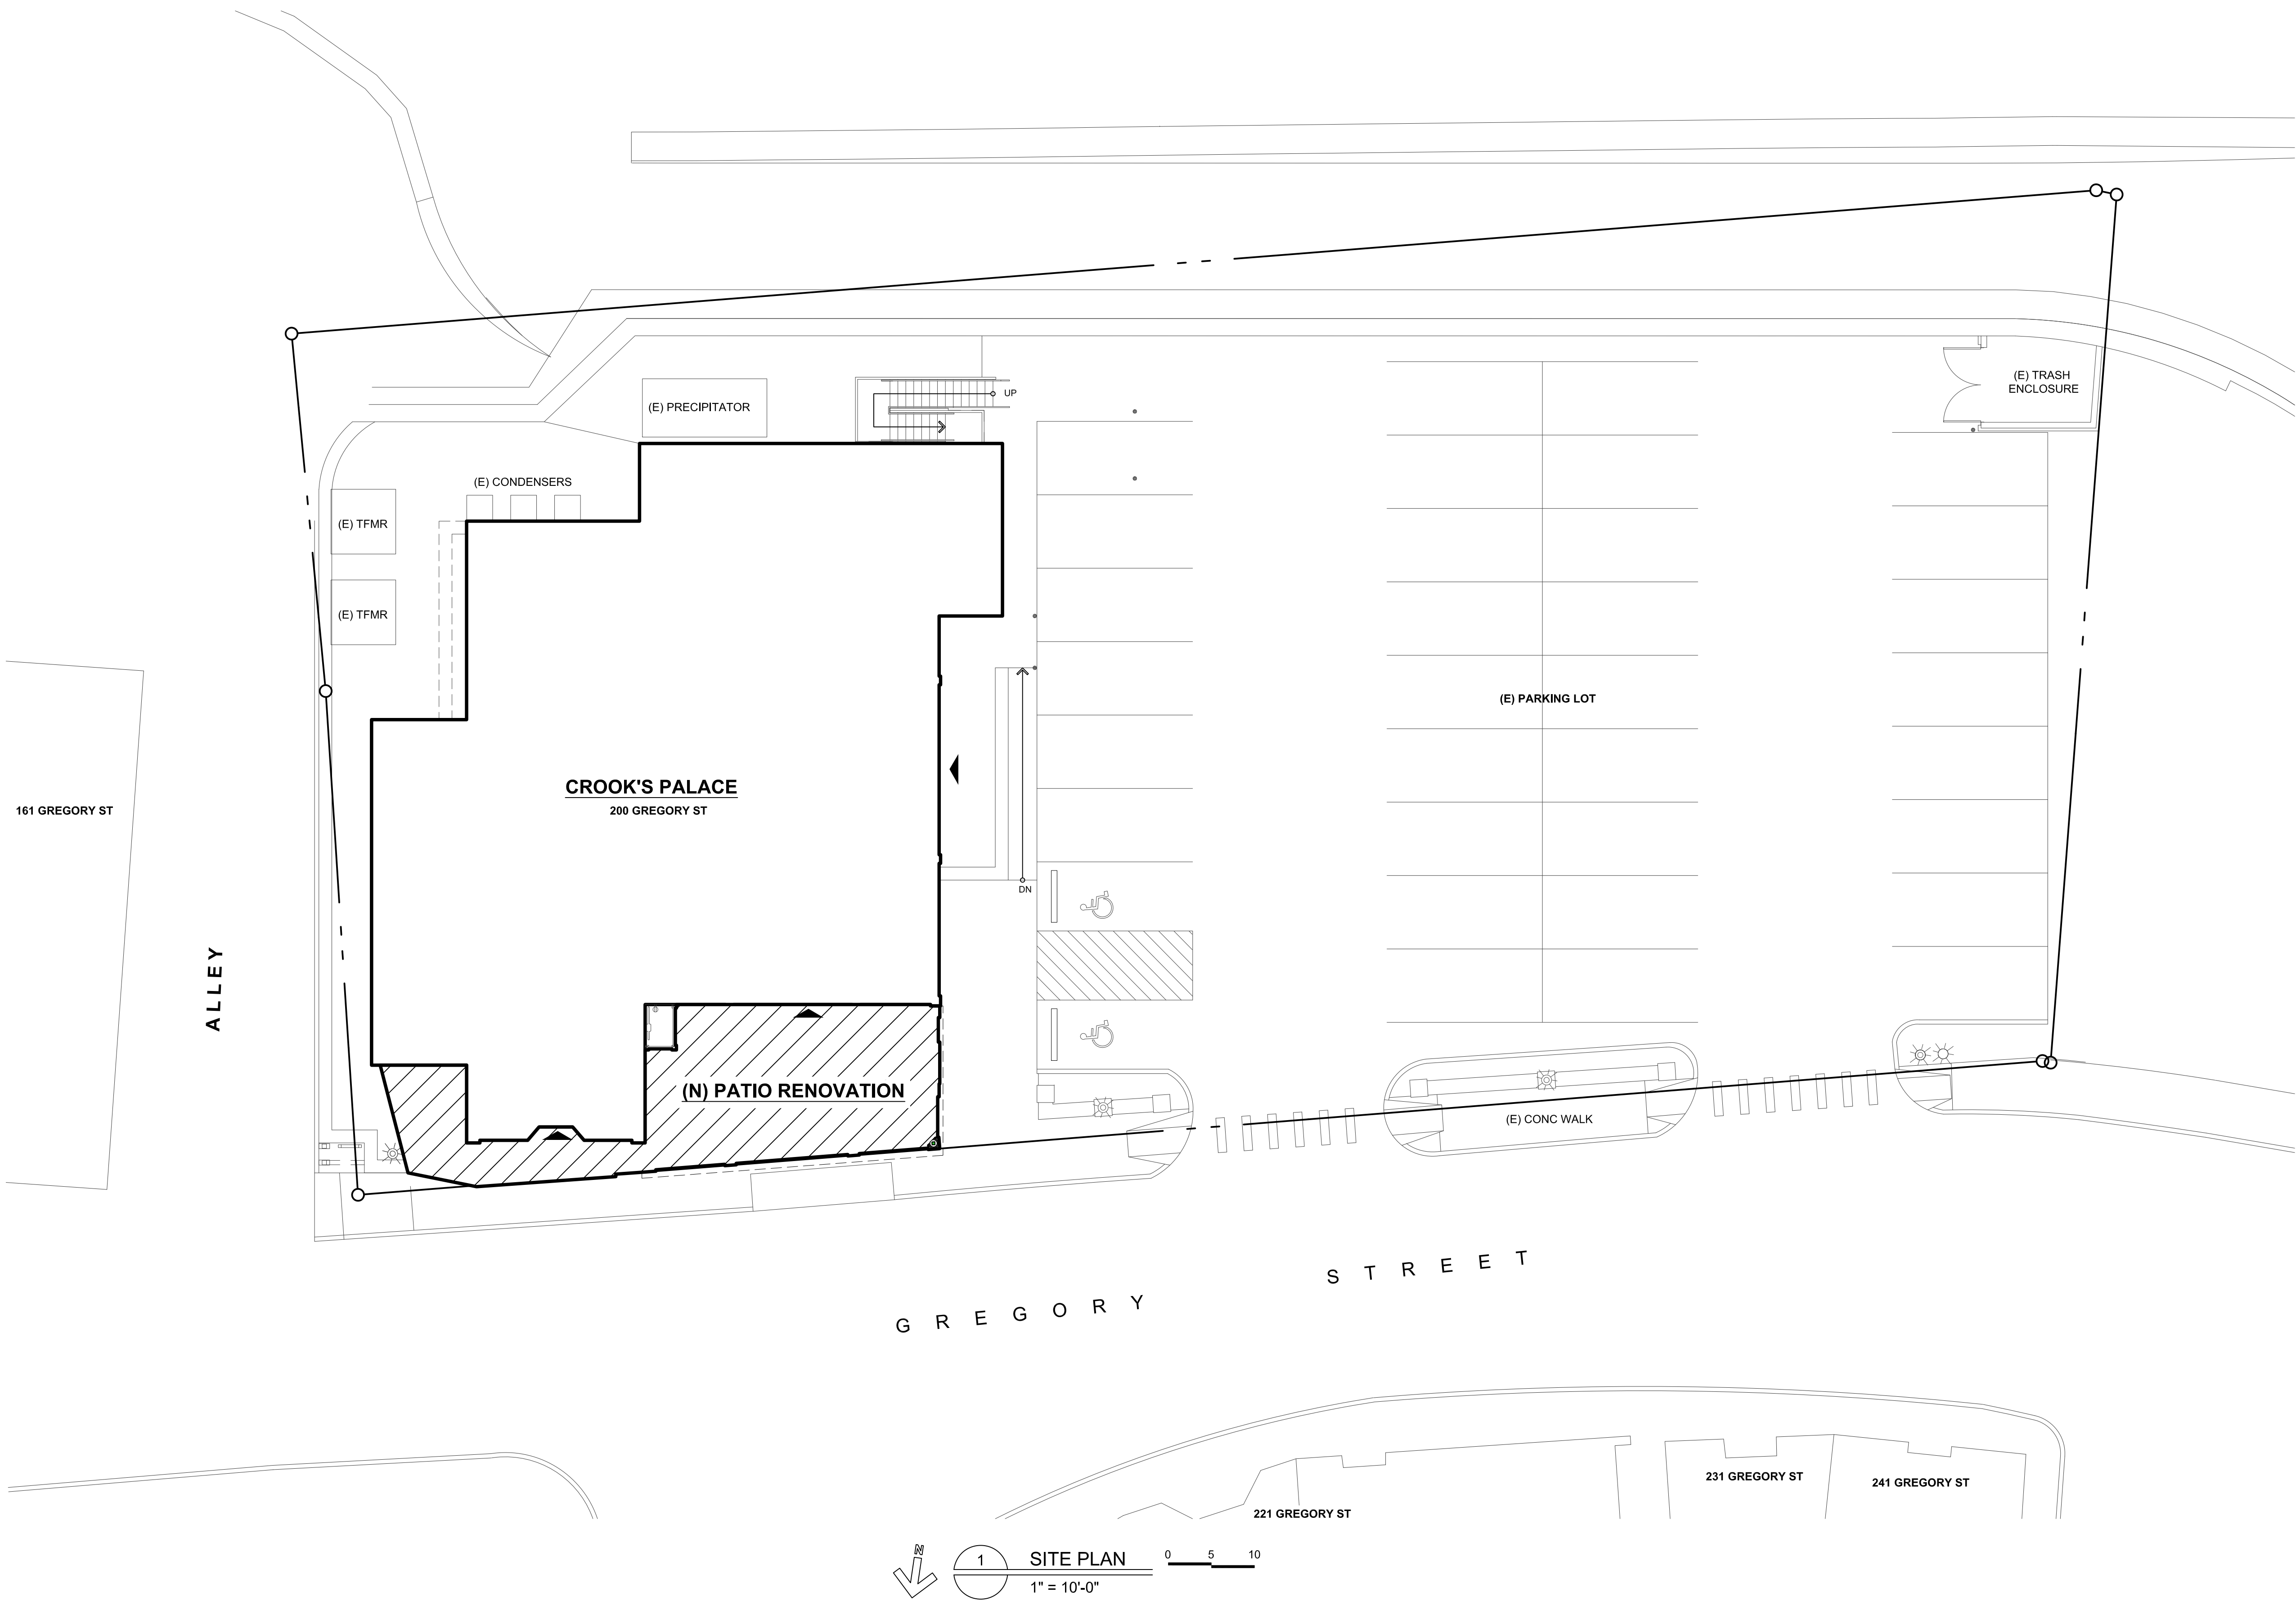 UP
(E) TRASH
ENCLOSURE
(E) PRECIPITATOR
(E) CONDENSERS
(E) TFMR
(E) TFMR
(E) PARKING LOT
CROOK'S PALACE
200 GREGORY ST
161 GREGORY ST
DN
ALLEY
(N) PATIO RENOVATION
(E) CONC WALK
GREGORY STREET
231 GREGORY ST
241 GREGORY ST
221 GREGORY ST
N
1
SITE PLAN
0 5 10
1" = 10'-0"